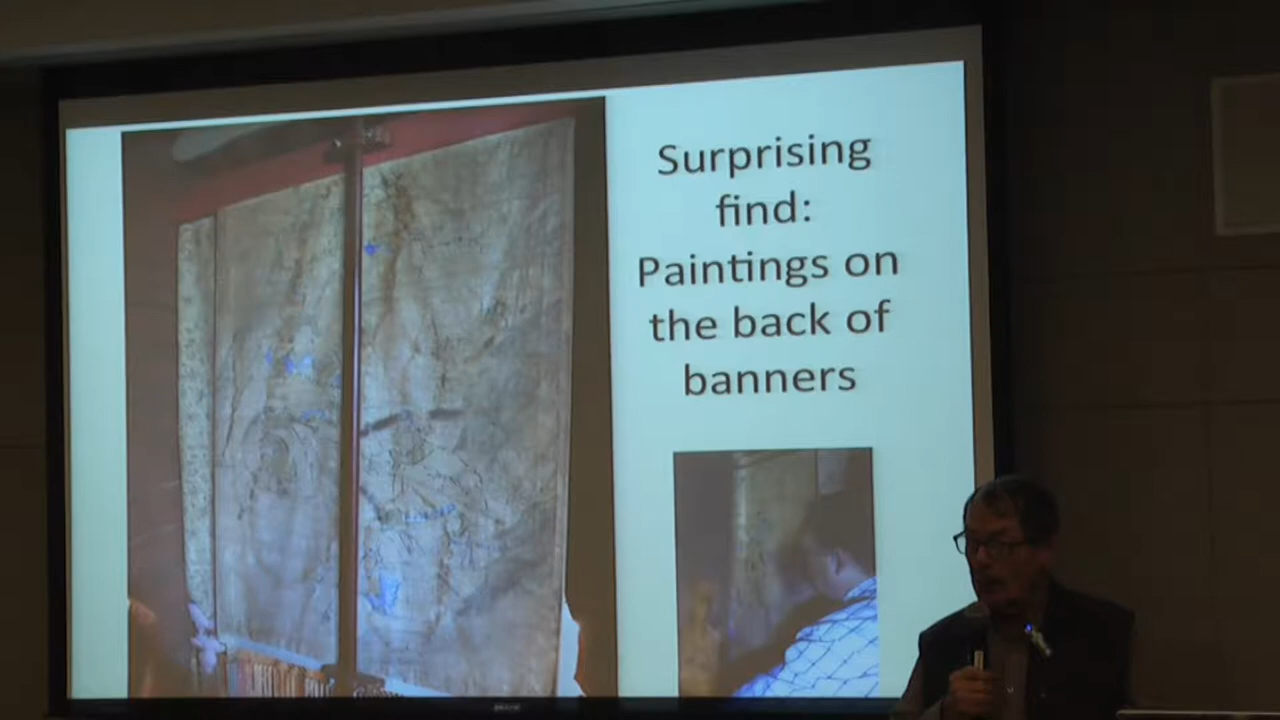 Surprising
find:
Paintings on
the back of
banners